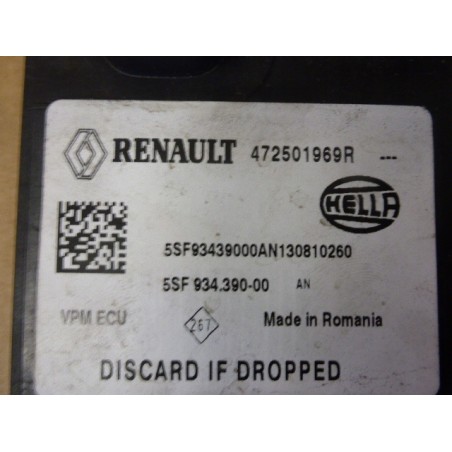 RENAULT 472501969R ---
HELLA
5SF93439000AN130810260
5SF 934.390-00 AN
VPM ECU 267 Made in Romania
DISCARD IF DROPPED